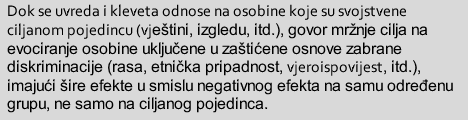 Dok se uvreda i kleveta odnose na osobine koje su svojstvene
ciljanom pojedincu (vještini, izgledu, itd.), govor mržnje cilja na
evociranje osobine uključene u zaštićene osnove zabrane
diskriminacije (rasa, etnička pripadnost, vjeroispovijest, itd.),
imajući šire efekte u smislu negativnog efekta na samu određenu
grupu, ne samo na ciljanog pojedinca.